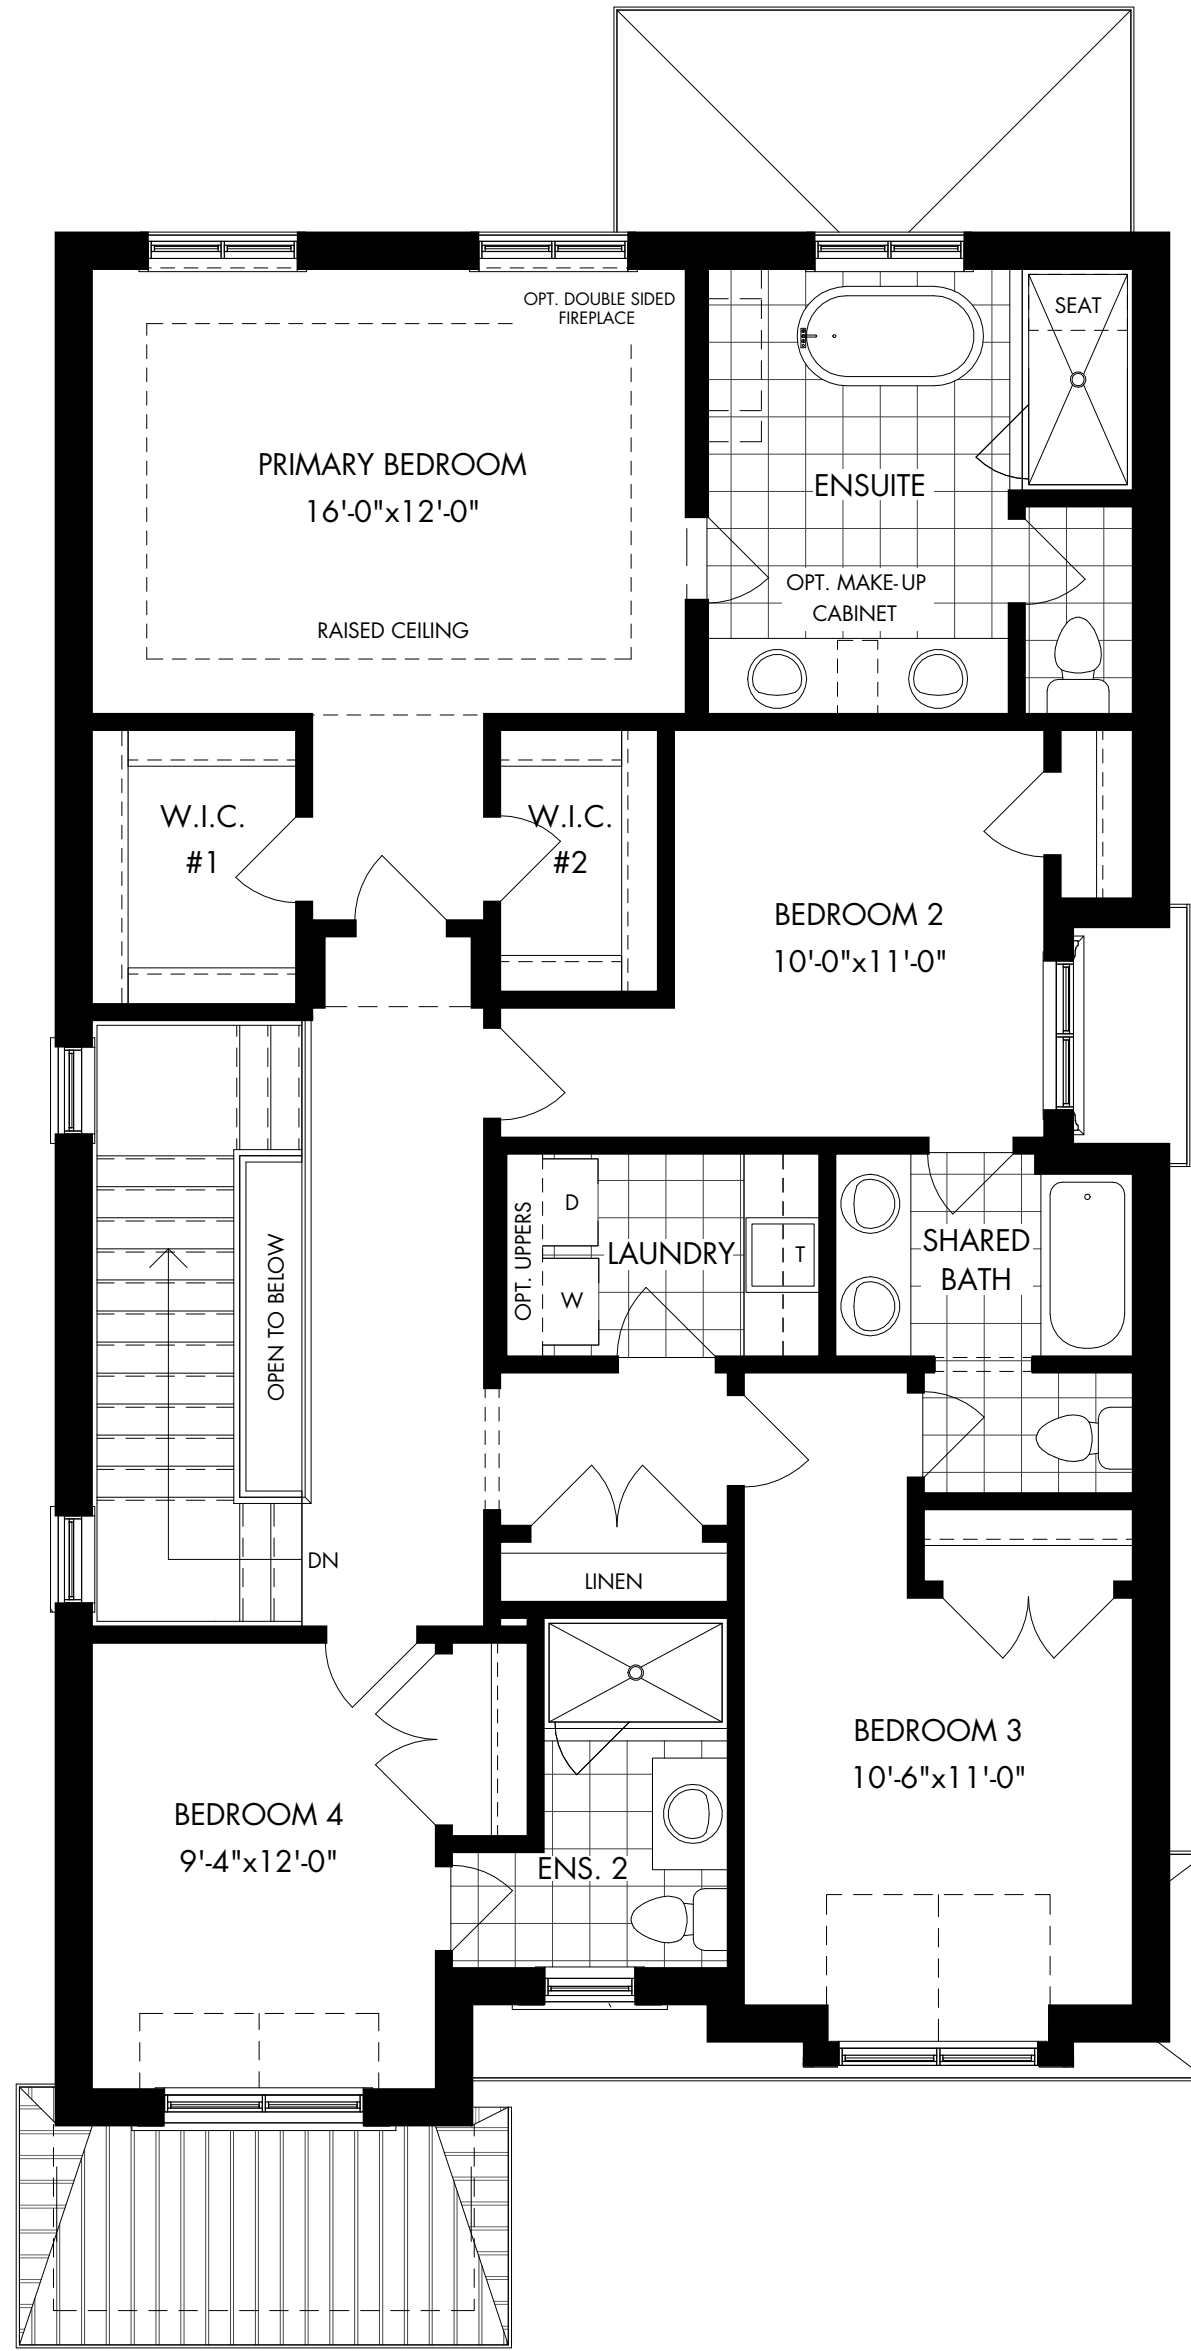 OPT. DOUBLE SIDED
FIREPLACE
SEAT
PRIMARY BEDROOM
16'-0"x12'-0"
ENSUITE
OPT. MAKE-UP
CABINET
RAISED CEILING
W.I.C.
#1
W.I.C.
#2
BEDROOM 2
10'-0"x11'-0"
OPT. UPPERS
D
W
LAUNDRY
T
SHARED
BATH
OPEN TO BELOW
DN
LINEN
BEDROOM 3
10'-6"x11'-0"
BEDROOM 4
9'-4"x12'-0"
ENS. 2